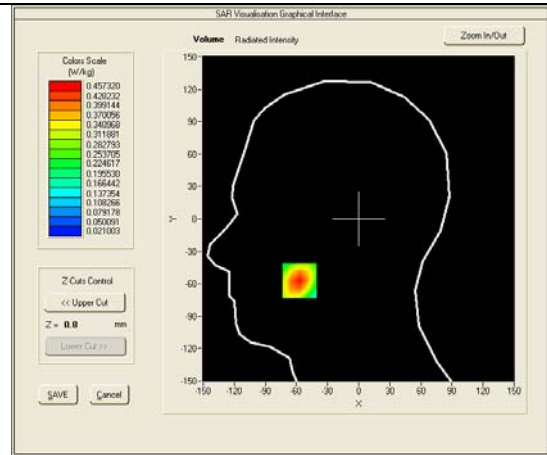 SAR Visualisation Graphical Interface
Volume Radiated Intensity
Zoom In/Out
Colors Scale
(W/kg)
0.457320
0.428232
0.399144
0.370056
0.340968
0.311881
0.282793
0.253705
0.224617
0.195530
0.166442
0.137354
0.108266
0.079178
0.050091
0.021003
Z Cuts Control
<< Upper Cut
Z = 0.0 mm
Lower Cut >>
SAVE
Cancel
150
120
90
60
30
0
-30
-60
-90
-120
-150
Y
-150 -120 -90 -60 -30 0 30 60 90 120 150
X